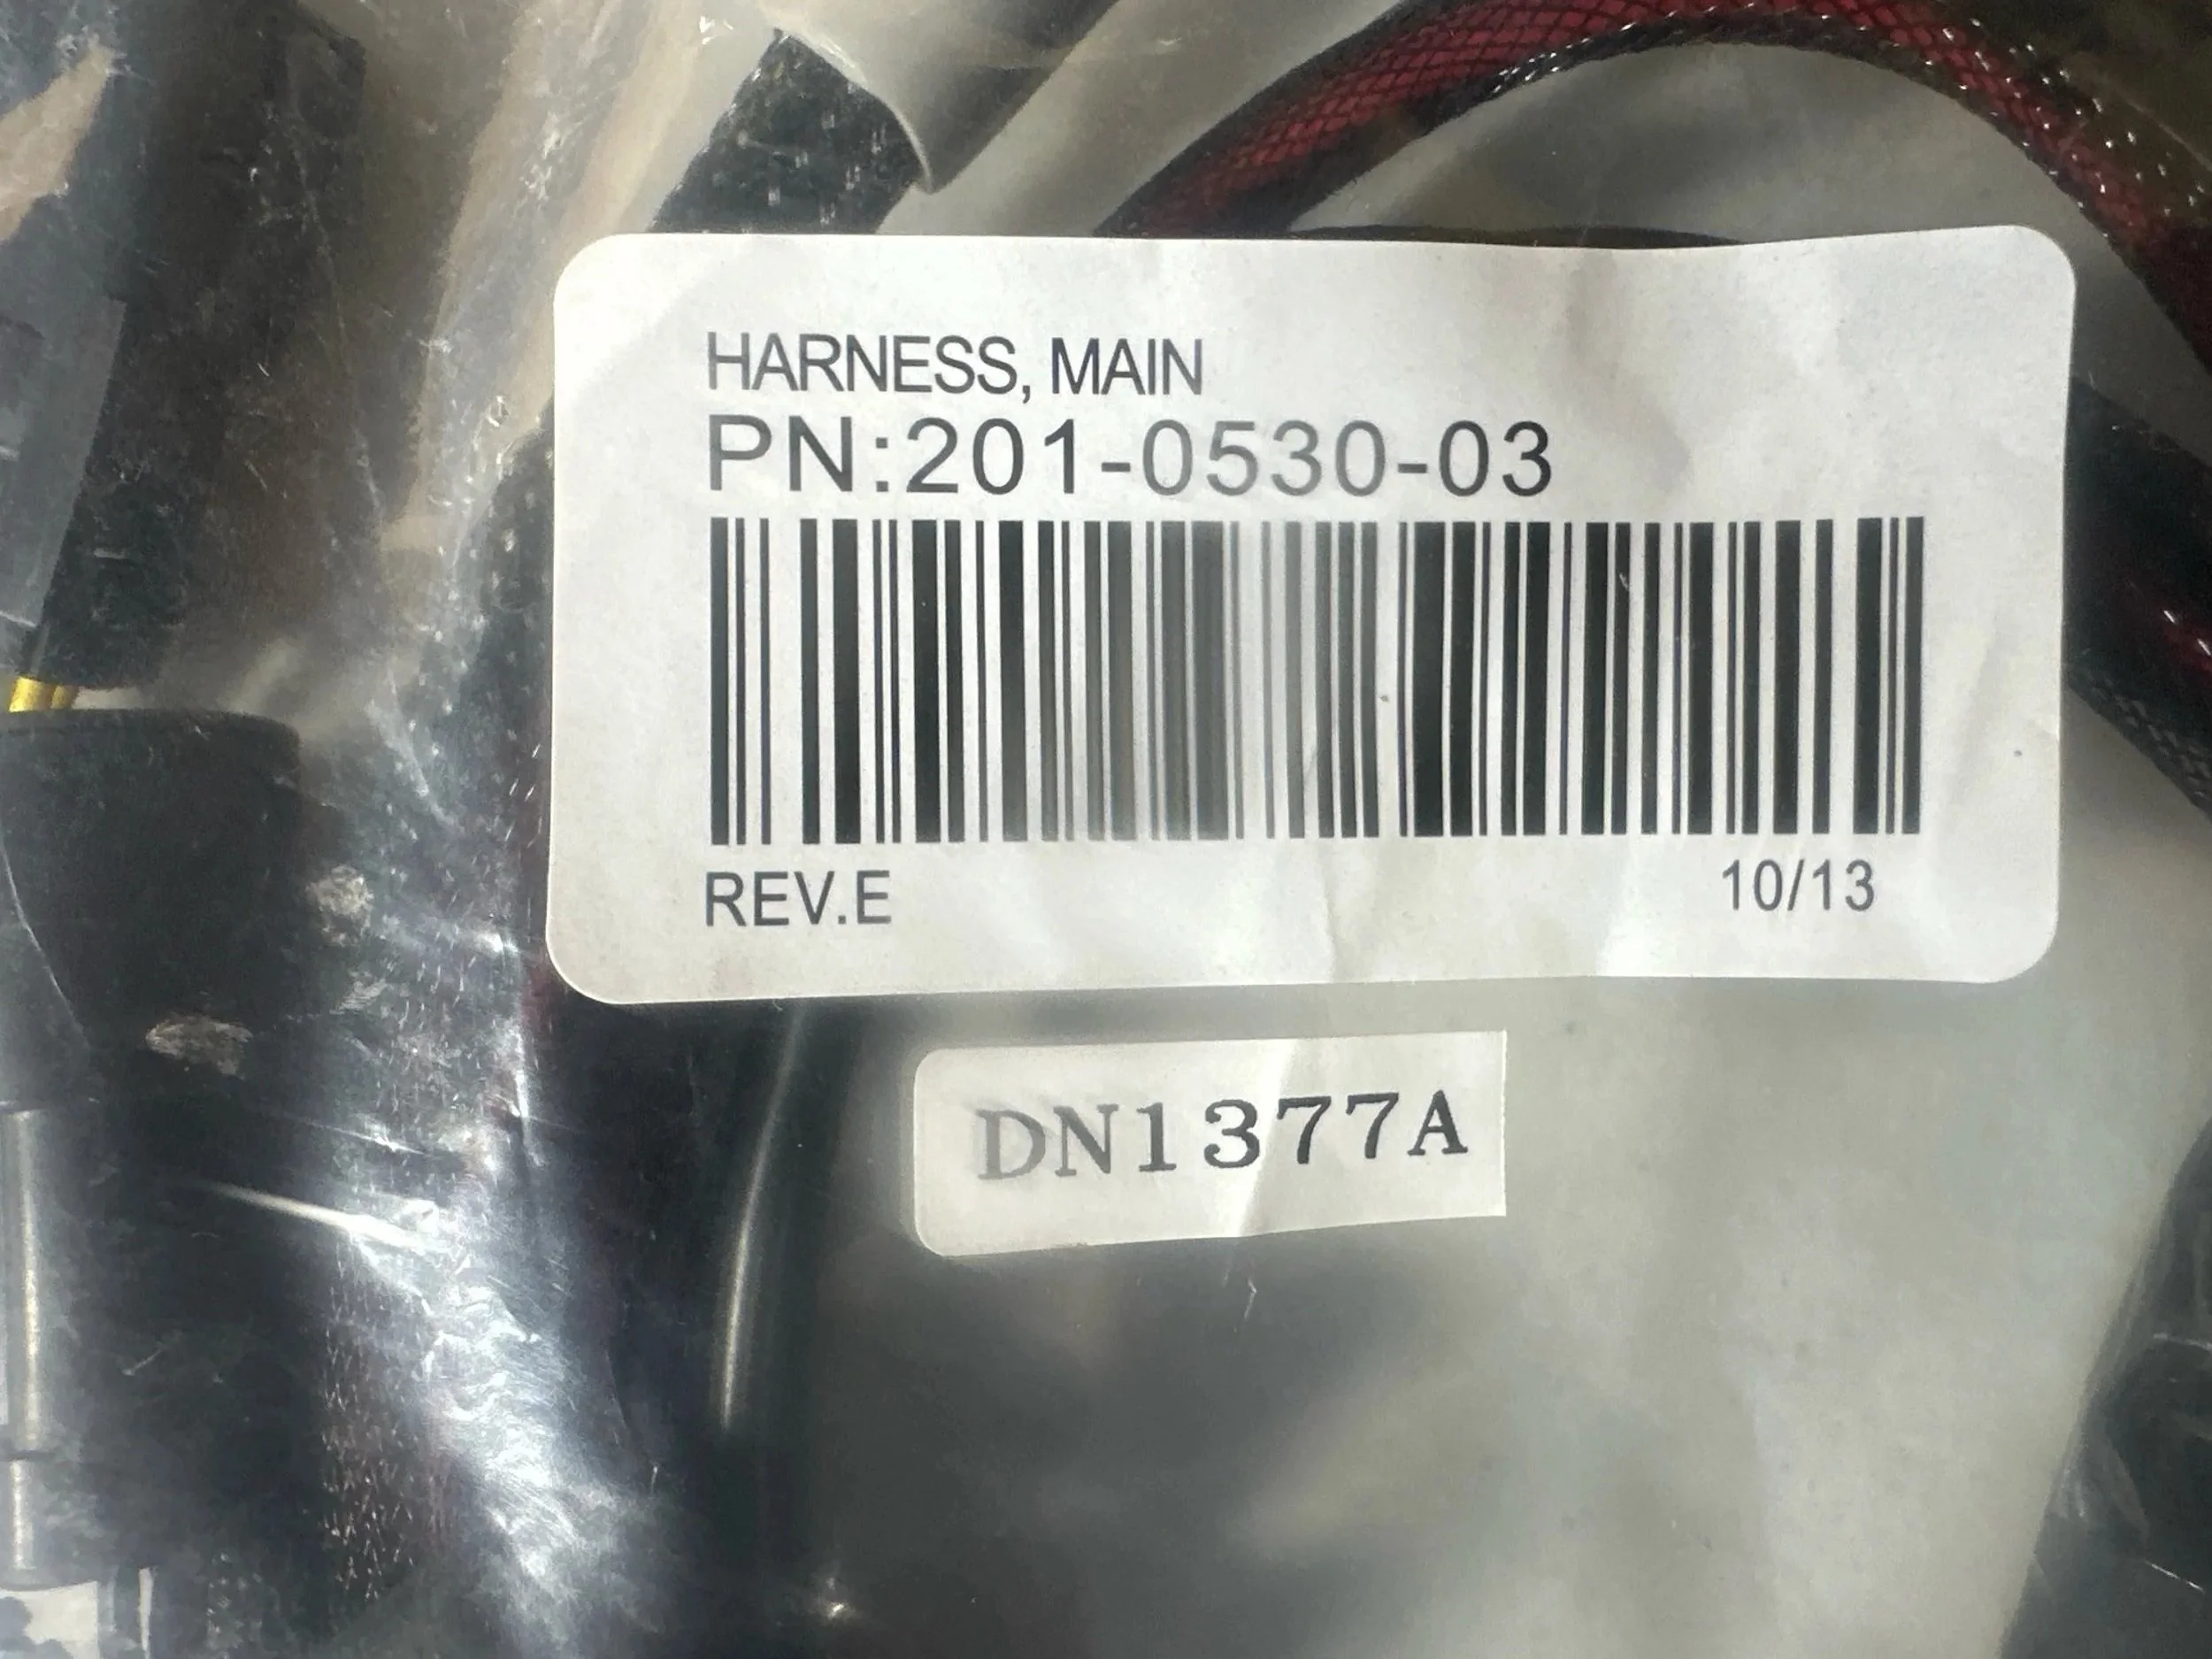 HARNESS, MAIN
PN:201-0530-03
REV.E 10/13
DN1377A